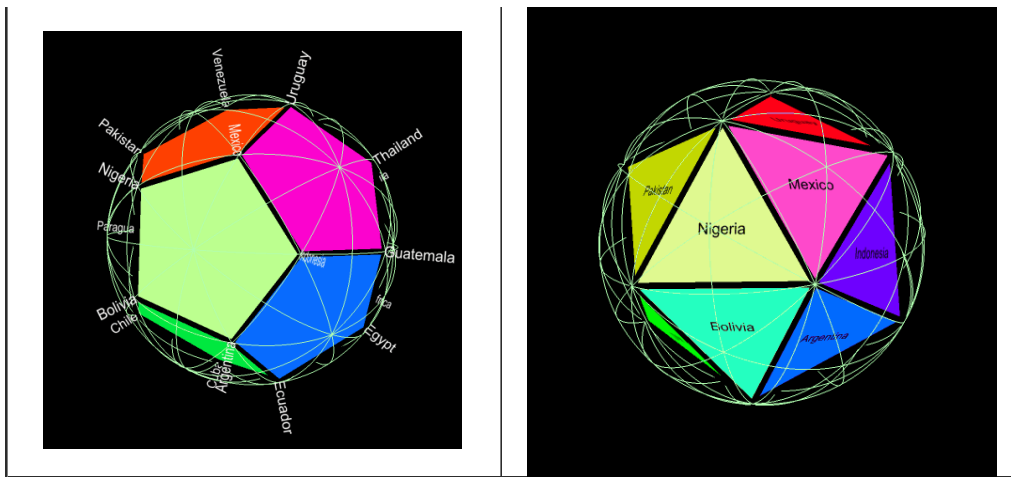 Venezuela
Uruguay
Pakistan
Mexico
Thailand
Nigeria
Paragua
Guatemala
Bolivia
Chile
Argentina
Egypt
Ecuador
Mexico
Pakistan
Nigeria
Indonesia
Bolivia
Argentina